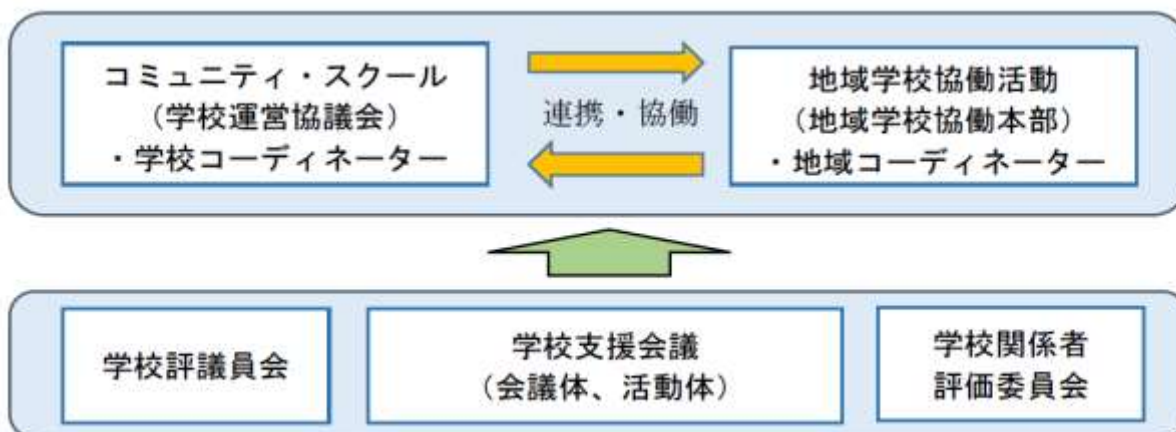 コミュニティ・スクール
（学校運営協議会）
・学校コーディネーター
連携・協働
地域学校協働活動
（地域学校協働本部）
・地域コーディネーター
学校評議員会
学校支援会議
（会議体、活動体）
学校関係者
評価委員会